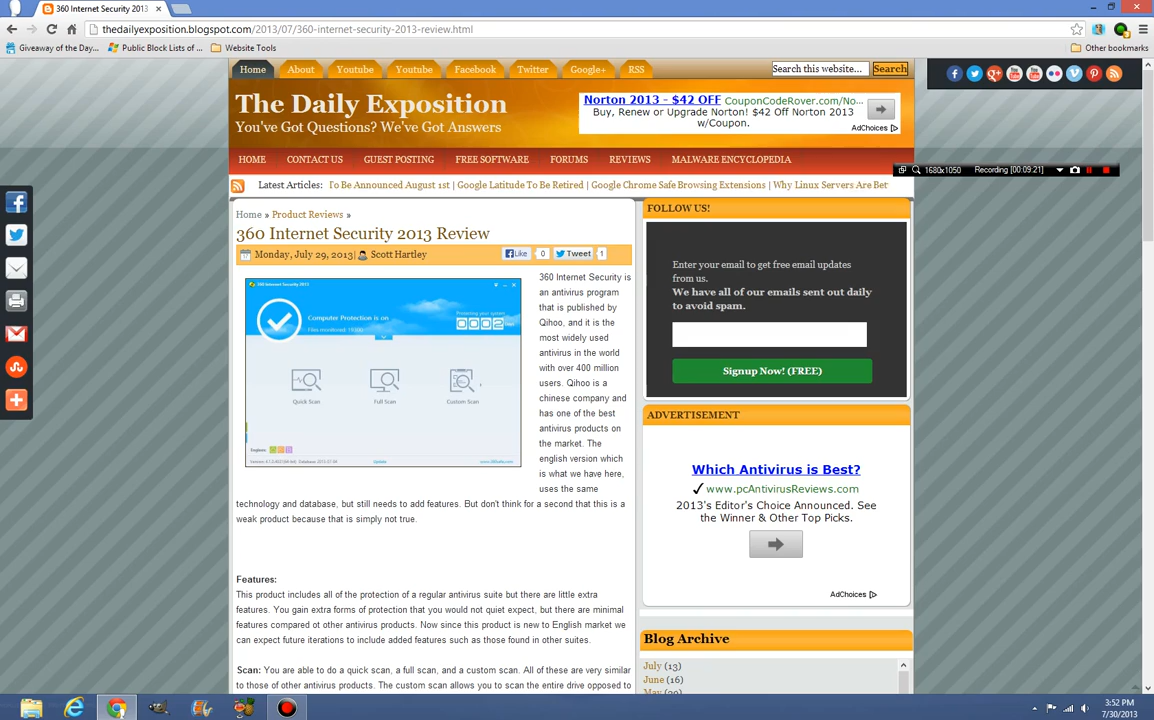 360 Internet Security 2013
thedailyexposition.blogspot.com/2013/07/360-internet-security-2013-review.html
Giveaway of the Day... Public Block Lists of ... Website Tools Other bookmarks
Home About Youtube Youtube Facebook Twitter Google+ RSS
Search this website... Search
The Daily Exposition
You've Got Questions? We've Got Answers
Norton 2013 - $42 OFF CouponCodeRover.com/No...
Buy, Renew or Upgrade Norton! $42 Off Norton 2013
w/Coupon.
AdChoices
HOME CONTACT US GUEST POSTING FREE SOFTWARE FORUMS REVIEWS MALWARE ENCYCLOPEDIA
1680x1050 Recording [00:09:21]
Latest Articles: To Be Announced August 1st | Google Latitude To Be Retired | Google Chrome Safe Browsing Extensions | Why Linux Servers Are Bet
Home » Product Reviews »
360 Internet Security 2013 Review
Monday, July 29, 2013| Scott Hartley
Like 0 Tweet 1
360 Internet Security 2013
Computer Protection is on
Files monitored:
Protecting your system
0002
Quick Scan Full Scan Custom Scan
Update
360 Internet Security is
an antivirus program
that is published by
Qihoo, and it is the
most widely used
antivirus in the world
with over 400 million
users. Qihoo is a
chinese company and
has one of the best
antivirus products on
the market. The
english version which
is what we have here,
uses the same
technology and database, but still needs to add features. But don't think for a second that this is a
weak product because that is simply not true.
Features:
This product includes all of the protection of a regular antivirus suite but there are little extra
features. You gain extra forms of protection that you would not quiet expect, but there are minimal
features compared ot other antivirus products. Now since this product is new to English market we
can expect future iterations to include added features such as those found in other suites.
Scan: You are able to do a quick scan, a full scan, and a custom scan. All of these are very similar
to those of other antivirus products. The custom scan allows you to scan the entire drive opposed to
FOLLOW US!
Enter your email to get free email updates
from us.
We have all of our emails sent out daily
to avoid spam.
Signup Now! (FREE)
ADVERTISEMENT
Which Antivirus is Best?
www.pcAntivirusReviews.com
2013's Editor's Choice Announced. See
the Winner & Other Top Picks.
AdChoices
Blog Archive
July (13)
June (16)
May (20)
3:52 PM
7/30/2013